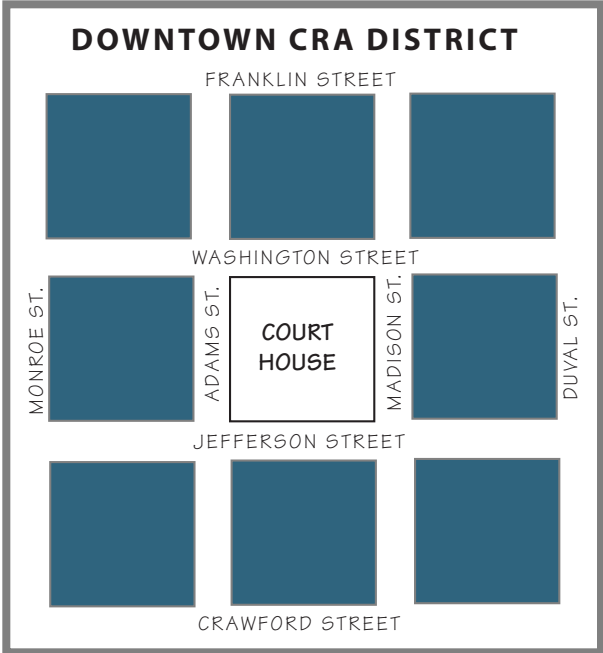 DOWNTOWN CRA DISTRICT
FRANKLIN STREET
WASHINGTON STREET
MONROE ST.
ADAMS ST.
COURT
HOUSE
MADISON ST.
DUVAL ST.
JEFFERSON STREET
CRAWFORD STREET